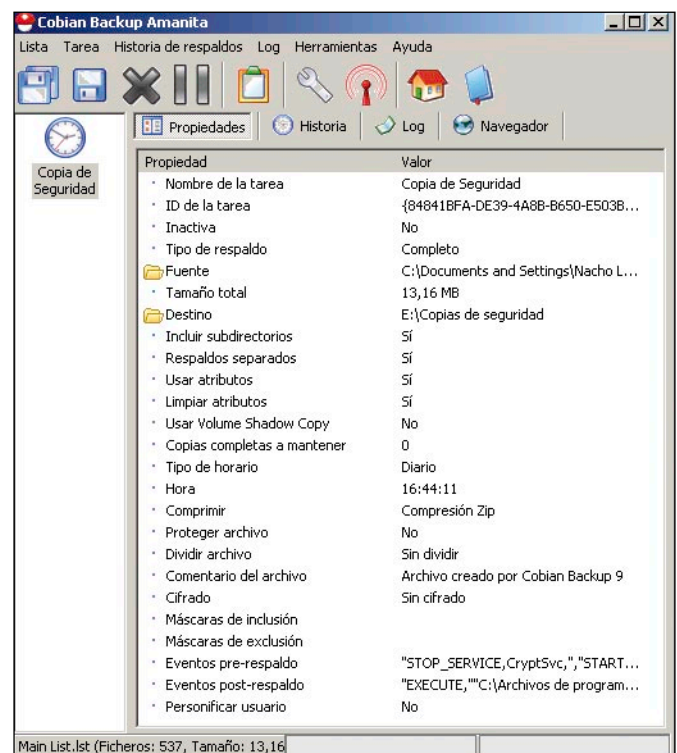 Cobian Backup Amanita
Lista Tarea Historia de respaldos Log Herramientas Ayuda
Propiedades Historia Log Navegador
Copia de
Seguridad
Propiedad Valor
Nombre de la tarea Copia de Seguridad
ID de la tarea {84841BFA-DE39-4A8B-B650-E503B...
Inactiva No
Tipo de respaldo Completo
Fuente C:\Documents and Settings\Nacho L...
Tamaño total 13,16 MB
Destino E:\Copias de seguridad
Incluir subdirectorios Sí
Respaldos separados Sí
Usar atributos Sí
Limpiar atributos Sí
Usar Volume Shadow Copy No
Copias completas a mantener 0
Tipo de horario Diario
Hora 16:44:11
Comprimir Compresión Zip
Proteger archivo No
Dividir archivo Sin dividir
Comentario del archivo Archivo creado por Cobian Backup 9
Cifrado Sin cifrado
Máscaras de inclusión
Máscaras de exclusión
Eventos pre-respaldo "STOP_SERVICE,CryptSvc,","START...
Eventos post-respaldo "EXECUTE,""C:\Archivos de program...
Personificar usuario No
Main List.lst (Ficheros: 537, Tamaño: 13,16